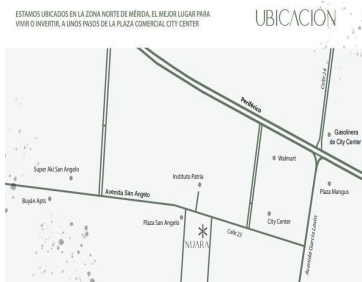 ESTAMOS UBICADOS EN LA ZONA NORTE DE MÉRIDA, EL MEJOR LUGAR PARA
VIVIR O INVERTIR, A UNOS PASOS DE LA PLAZA COMERCIAL CITY CENTER
UBICACIÓN
Calle 24
Periférico
Gasolinera
de City Center
Walmart
Super Aki San Angelo
Instituto Patria
Plaza Mangus
Avenida San Angelo
Buyán Apts
Plaza San Angelo
City Center
Calle 23
NUARA
Avenida García Lavín